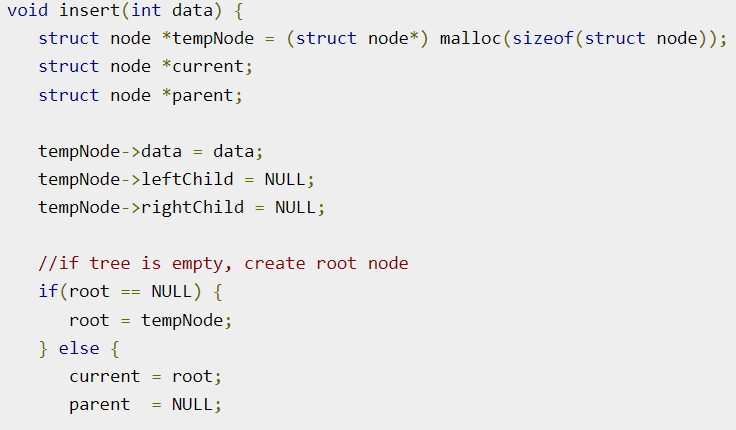 void insert(int data) {
   struct node *tempNode = (struct node*) malloc(sizeof(struct node));
   struct node *current;
   struct node *parent;

   tempNode->data = data;
   tempNode->leftChild = NULL;
   tempNode->rightChild = NULL;

   //if tree is empty, create root node
   if(root == NULL) {
      root = tempNode;
   } else {
      current = root;
      parent  = NULL;